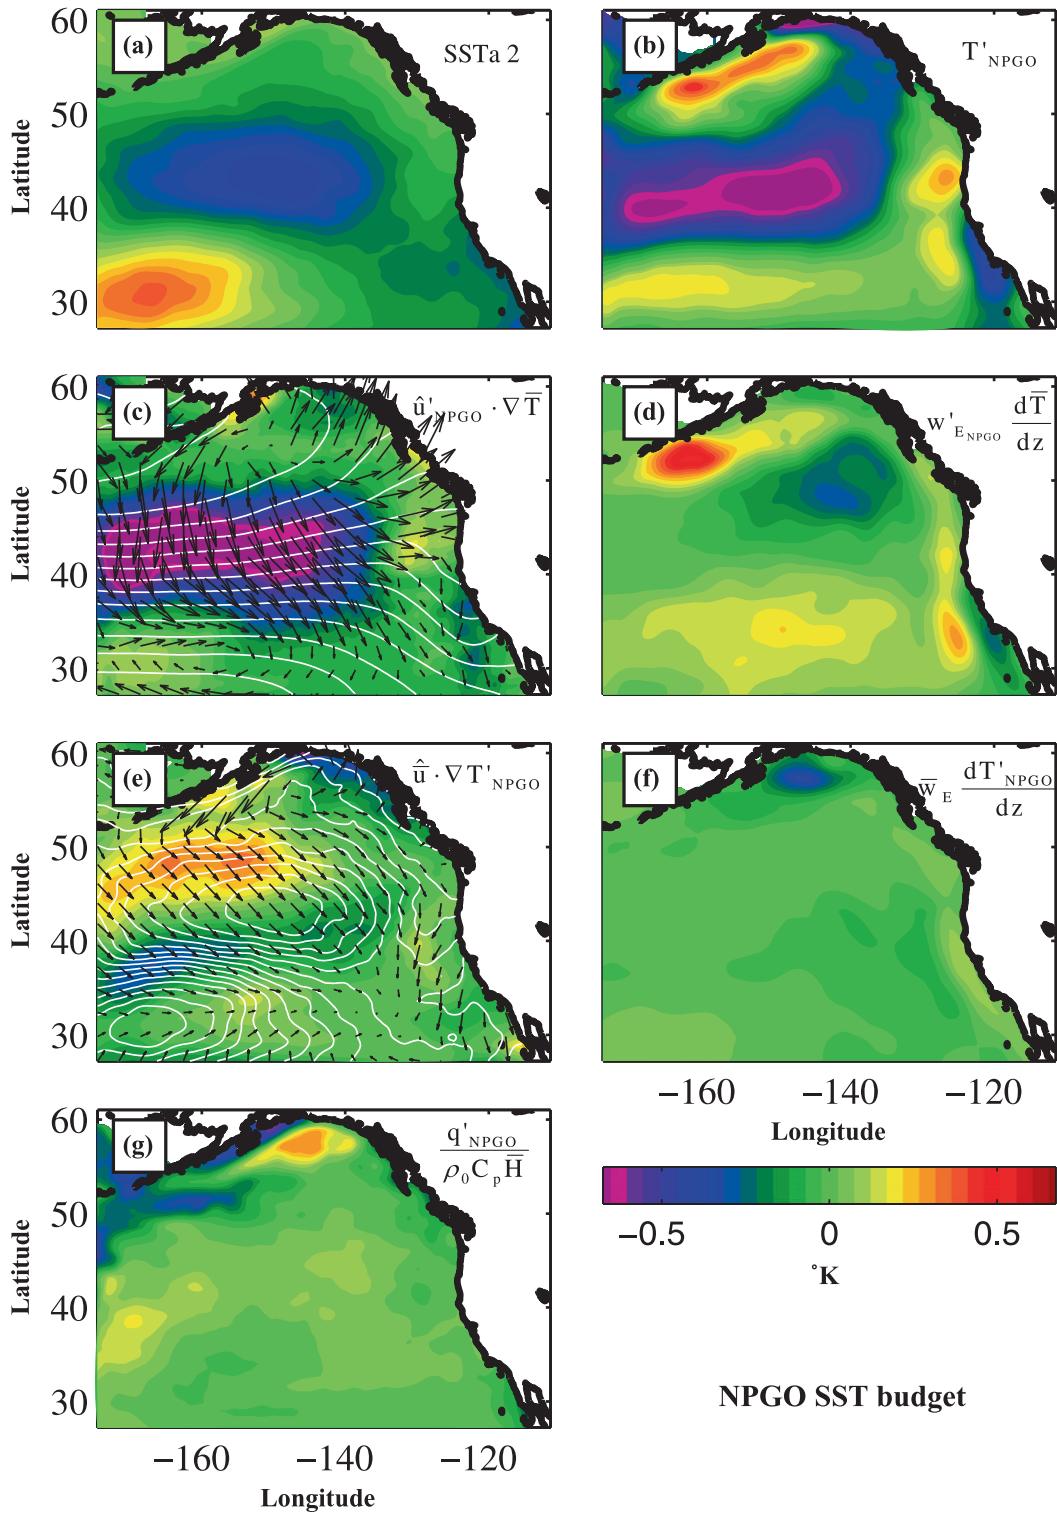 (a) SSTa 2
60
50
40
30
Latitude
(b) T'NPGO
(c) û'NPGO · ∇T̅
60
50
40
30
Latitude
(d) w'E_NPGO dT̅/dz
(e) û̂ · ∇T'NPGO
60
50
40
30
Latitude
(f) w̅E dT'NPGO/dz
−160 −140 −120
Longitude
(g) q'NPGO/ρ0CpH̅
60
50
40
30
Latitude
−160 −140 −120
Longitude
−0.5 0 0.5
°K
NPGO SST budget